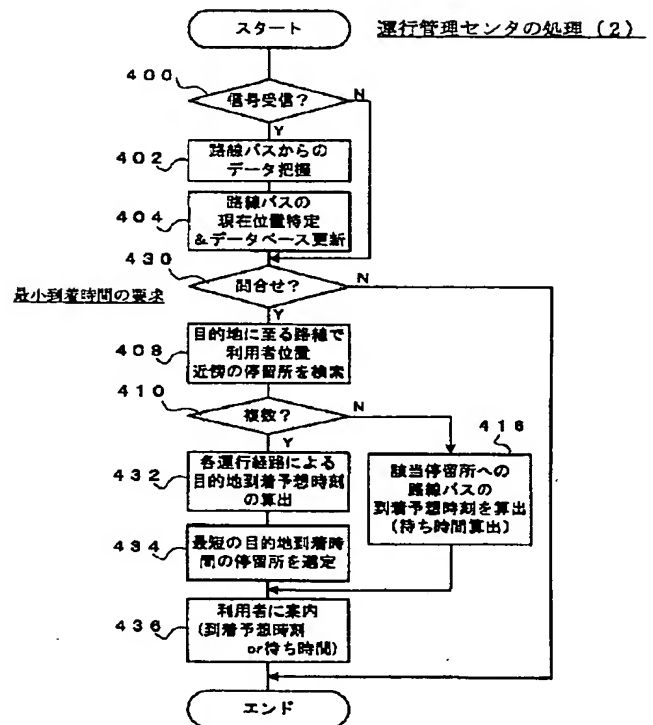 スタート
運行管理センタの処理（2）
400
信号受信？
N
Y
402
路線バスからの
データ把握
404
路線バスの
現在位置特定
&データベース更新
430
問合せ？
N
最小到着時間の要求
Y
408
目的地に至る路線で
利用者位置
近傍の停留所を検索
410
複数？
N
Y
416
432
各運行経路による
目的地到着予想時刻
の算出
該当停留所への
路線バスの
到着予想時刻を算出
(待ち時間算出)
434
最短の目的地到着時
間の停留所を選定
436
利用者に案内
(到着予想時刻
or待ち時間)
エンド